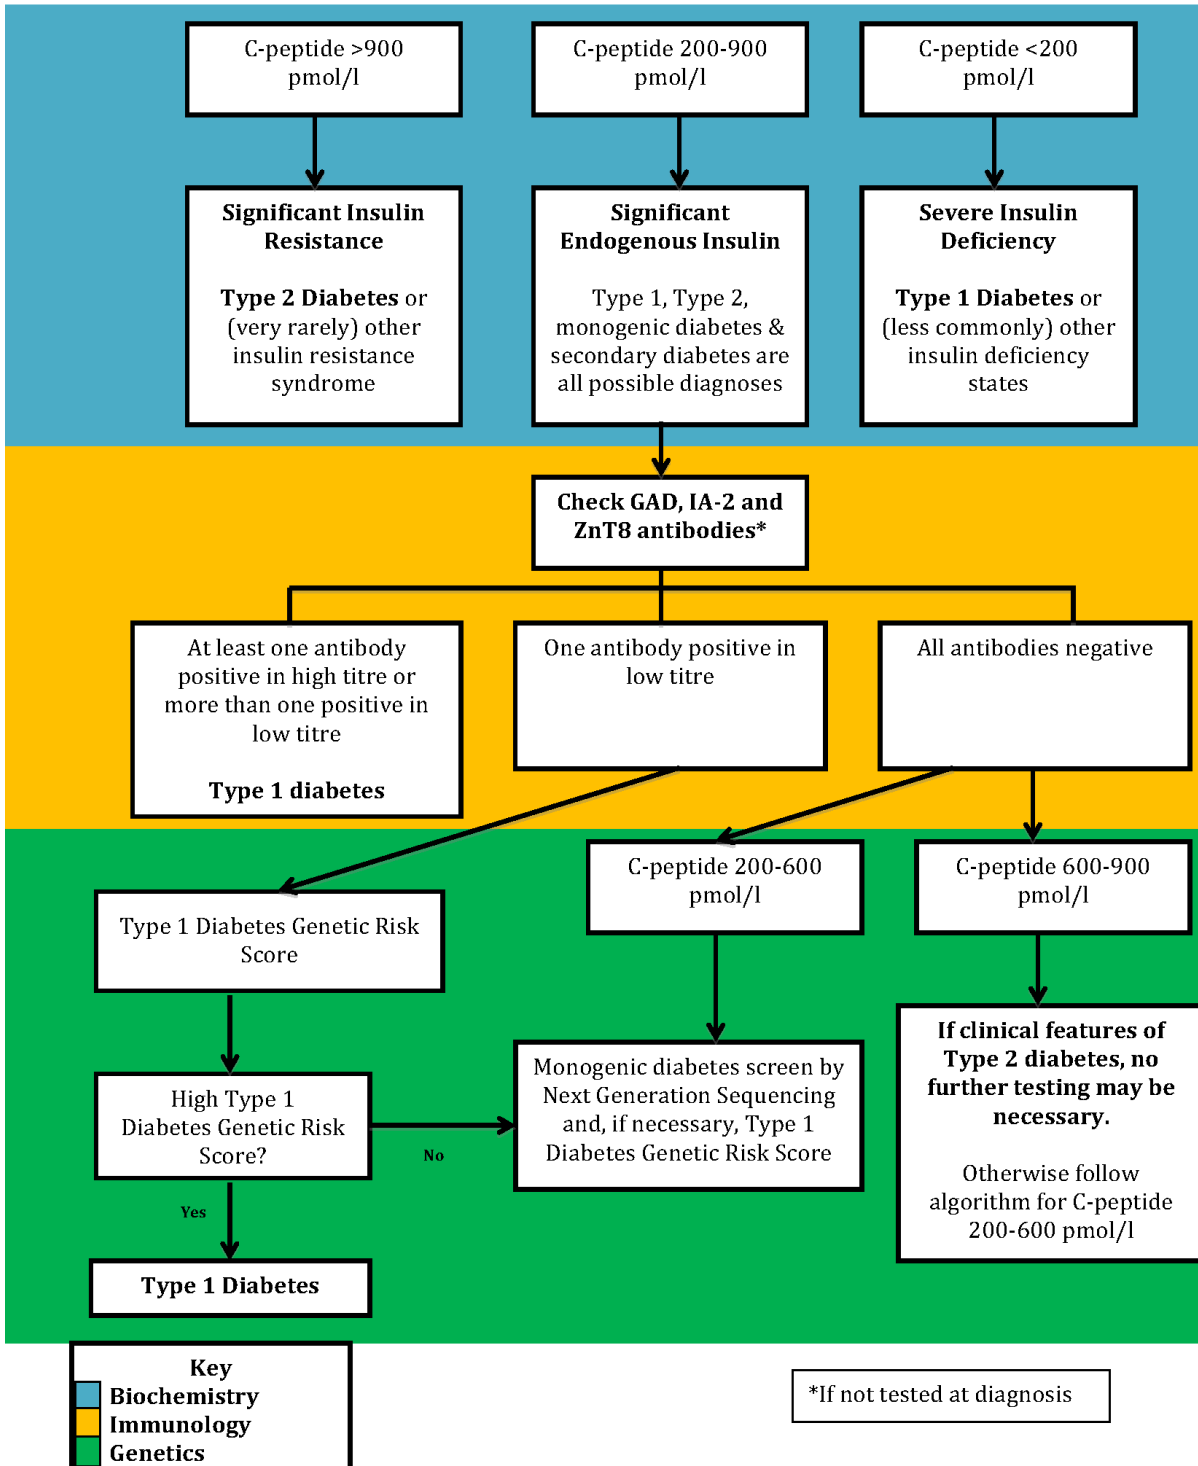 C-peptide >900
pmol/l
C-peptide 200-900
pmol/l
C-peptide <200
pmol/l
Significant Insulin
Resistance
Type 2 Diabetes or
(very rarely) other
insulin resistance
syndrome
Significant
Endogenous Insulin
Type 1, Type 2,
monogenic diabetes &
secondary diabetes are
all possible diagnoses
Severe Insulin
Deficiency
Type 1 Diabetes or
(less commonly) other
insulin deficiency
states
Check GAD, IA-2 and
ZnT8 antibodies*
At least one antibody
positive in high titre or
more than one positive in
low titre
Type 1 diabetes
One antibody positive in
low titre
All antibodies negative
C-peptide 200-600
pmol/l
C-peptide 600-900
pmol/l
Type 1 Diabetes Genetic Risk
Score
High Type 1
Diabetes Genetic Risk
Score?
No
Yes
Monogenic diabetes screen by
Next Generation Sequencing
and, if necessary, Type 1
Diabetes Genetic Risk Score
If clinical features of
Type 2 diabetes, no
further testing may be
necessary.
Otherwise follow
algorithm for C-peptide
200-600 pmol/l
Type 1 Diabetes
Key
Biochemistry
Immunology
Genetics
*If not tested at diagnosis